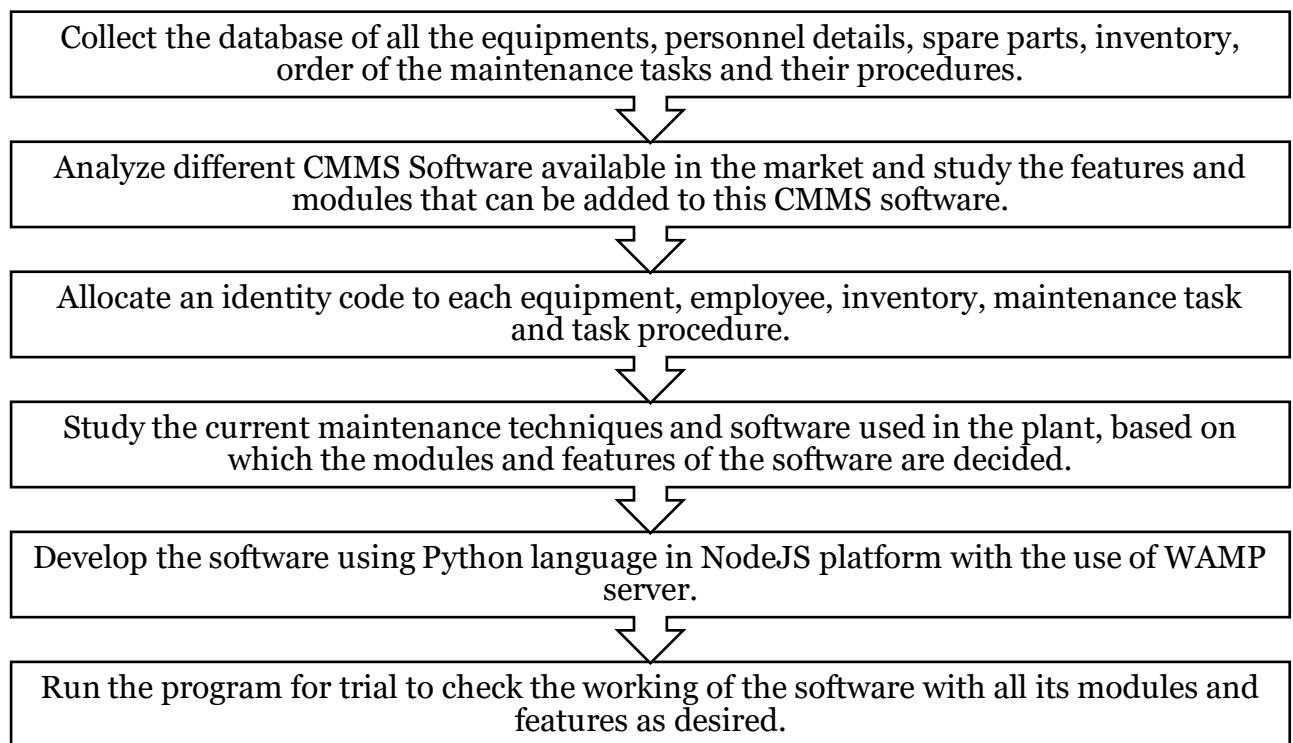 Collect the database of all the equipments, personnel details, spare parts, inventory,
order of the maintenance tasks and their procedures.
Analyze different CMMS Software available in the market and study the features and
modules that can be added to this CMMS software.
Allocate an identity code to each equipment, employee, inventory, maintenance task
and task procedure.
Study the current maintenance techniques and software used in the plant, based on
which the modules and features of the software are decided.
Develop the software using Python language in NodeJS platform with the use of WAMP
server.
Run the program for trial to check the working of the software with all its modules and
features as desired.